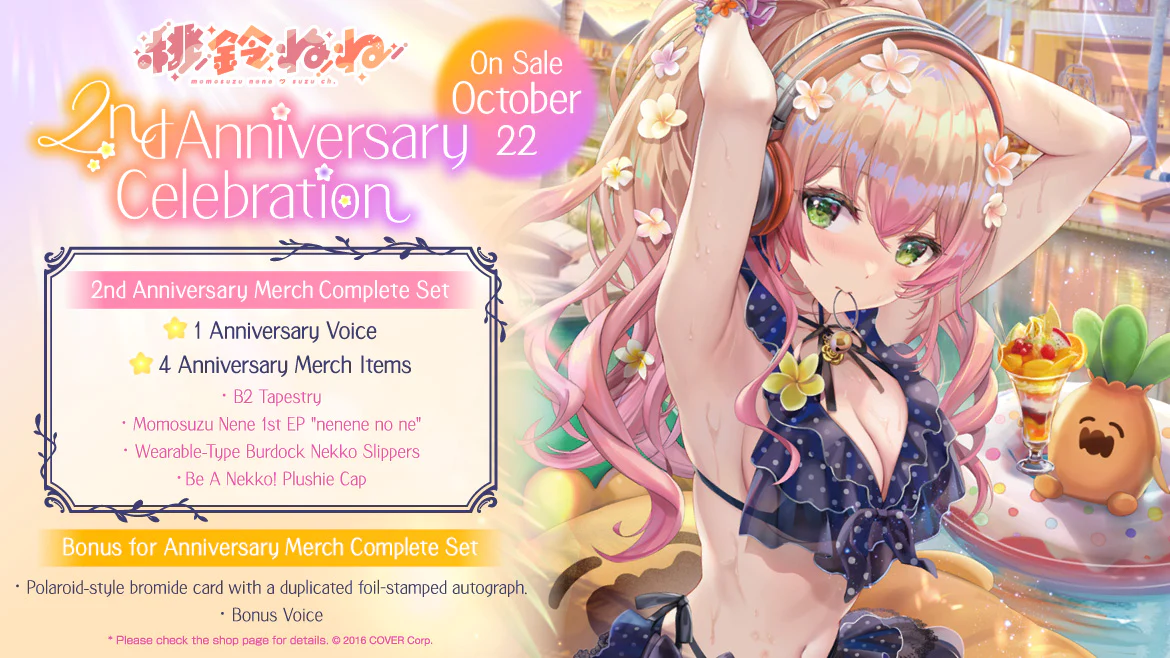 桃鈴ねね
momosuzu nene ♡ suzu ch.
2nd Anniversary
Celebration
On Sale
October
22
2nd Anniversary Merch Complete Set
1 Anniversary Voice
4 Anniversary Merch Items
・B2 Tapestry
・Momosuzu Nene 1st EP "nenene no ne"
・Wearable-Type Burdock Nekko Slippers
・Be A Nekko! Plushie Cap
Bonus for Anniversary Merch Complete Set
・Polaroid-style bromide card with a duplicated foil-stamped autograph.
・Bonus Voice
* Please check the shop page for details. © 2016 COVER Corp.